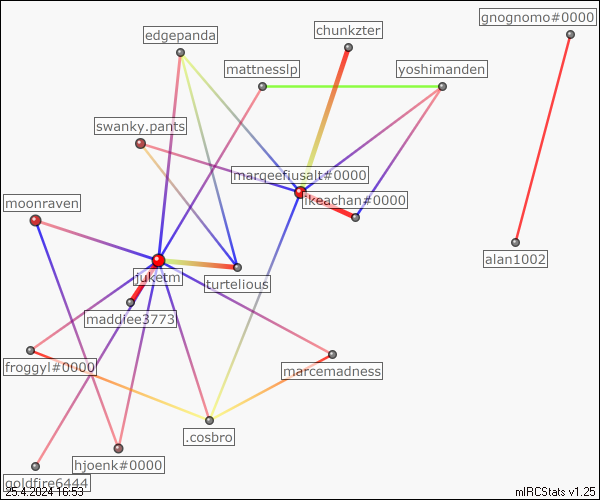 gnognomo#0000
chunkzter
edgepanda
mattnesslp
yoshimanden
swanky.pants
marqeefiusalt#0000
ikeachan#0000
moonraven
alan1002
juketm
turtelious
maddiee3773
froggyl#0000
marcemadness
.cosbro
hjoenk#0000
goldfire6444
25.4.2024 16:53
mIRCStats v1.25